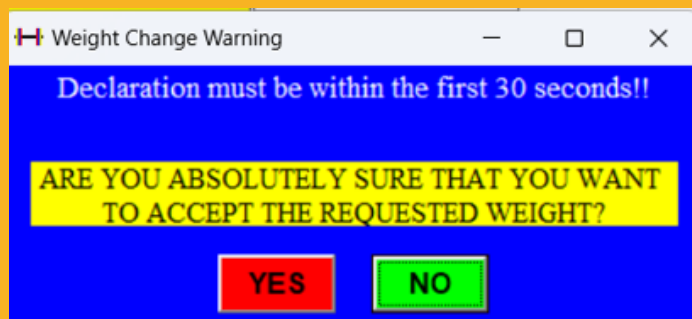 Weight Change Warning
Declaration must be within the first 30 seconds!!
ARE YOU ABSOLUTELY SURE THAT YOU WANT
TO ACCEPT THE REQUESTED WEIGHT?
YES NO